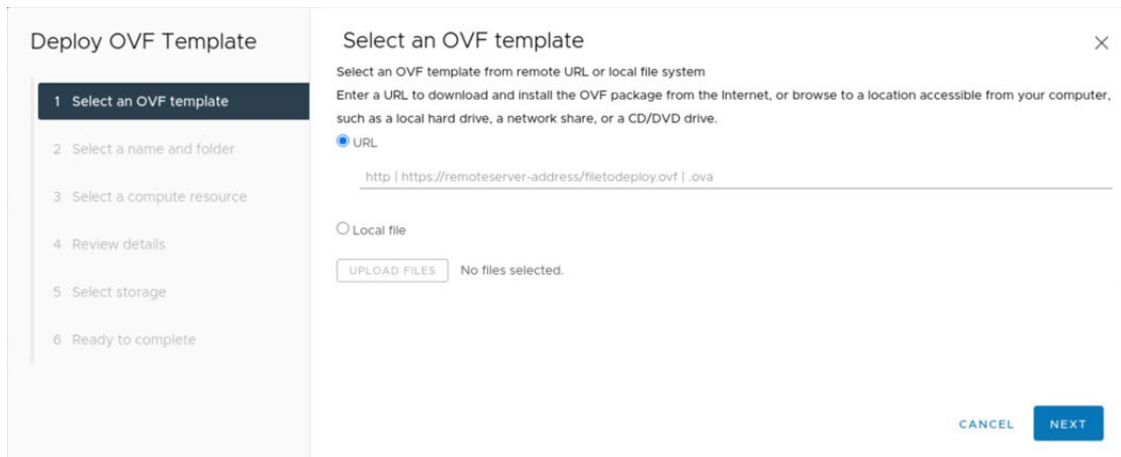 Deploy OVF Template
1 Select an OVF template
2 Select a name and folder
3 Select a compute resource
4 Review details
5 Select storage
6 Ready to complete
Select an OVF template
Select an OVF template from remote URL or local file system
Enter a URL to download and install the OVF package from the Internet, or browse to a location accessible from your computer,
such as a local hard drive, a network share, or a CD/DVD drive.
URL
http | https://remoteserver-address/filetodeploy.ovf | .ova
Local file
UPLOAD FILES No files selected.
CANCEL NEXT